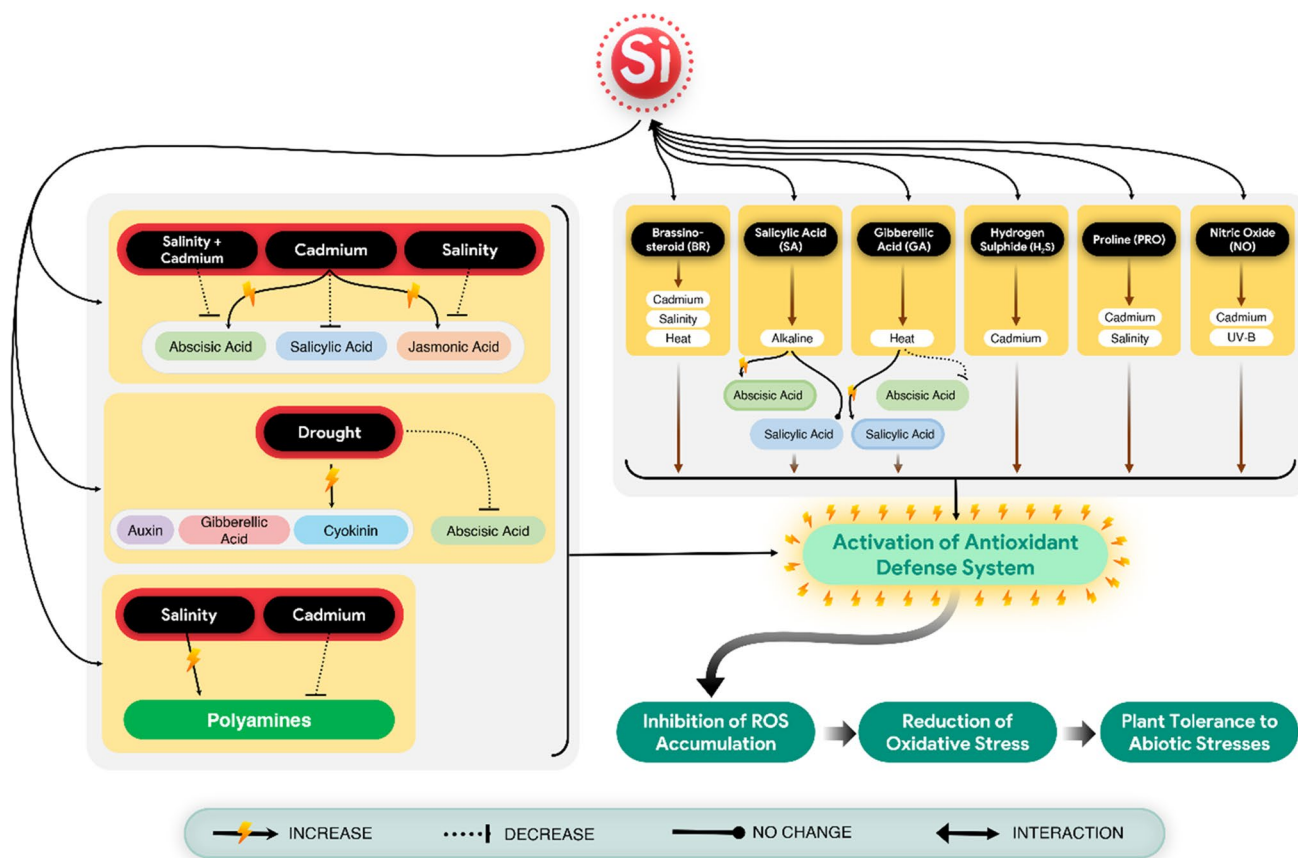 Si
Salinity +
Cadmium
Cadmium
Salinity
Abscisic Acid
Salicylic Acid
Jasmonic Acid
Drought
Auxin
Gibberellic
Acid
Cyokinin
Abscisic Acid
Salinity
Cadmium
Polyamines
Brassino-
steroid (BR)
Cadmium
Salinity
Heat
Salicylic Acid
(SA)
Alkaline
Abscisic Acid
Salicylic Acid
Gibberellic
Acid (GA)
Heat
Abscisic Acid
Salicylic Acid
Hydrogen
Sulphide (H₂S)
Cadmium
Proline (PRO)
Cadmium
Salinity
Nitric Oxide
(NO)
Cadmium
UV-B
Activation of Antioxidant
Defense System
Inhibition of ROS
Accumulation
Reduction of
Oxidative Stress
Plant Tolerance to
Abiotic Stresses
INCREASE
DECREASE
NO CHANGE
INTERACTION